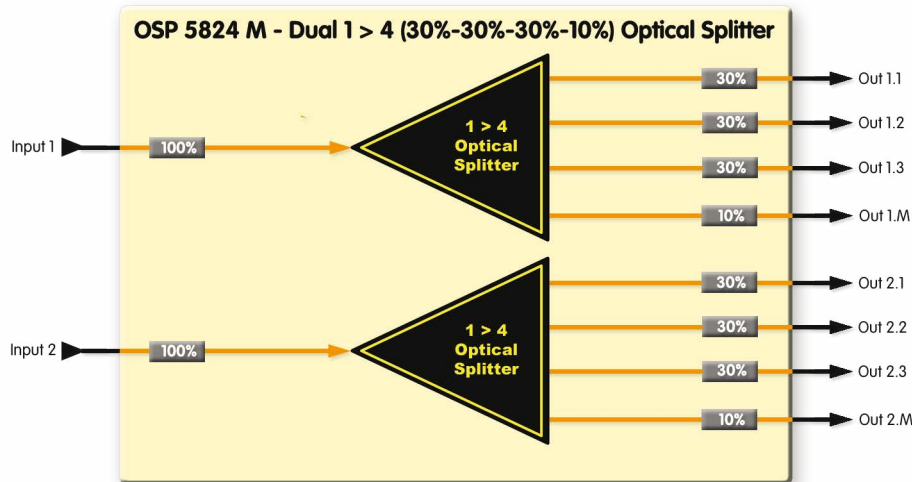 OSP 5824 M - Dual 1 > 4 (30%-30%-30%-10%) Optical Splitter
30% Out 1.1
30% Out 1.2
Input 1 100%
1 > 4
Optical
Splitter
30% Out 1.3
10% Out 1.M
30% Out 2.1
30% Out 2.2
Input 2 100%
1 > 4
Optical
Splitter
30% Out 2.3
10% Out 2.M